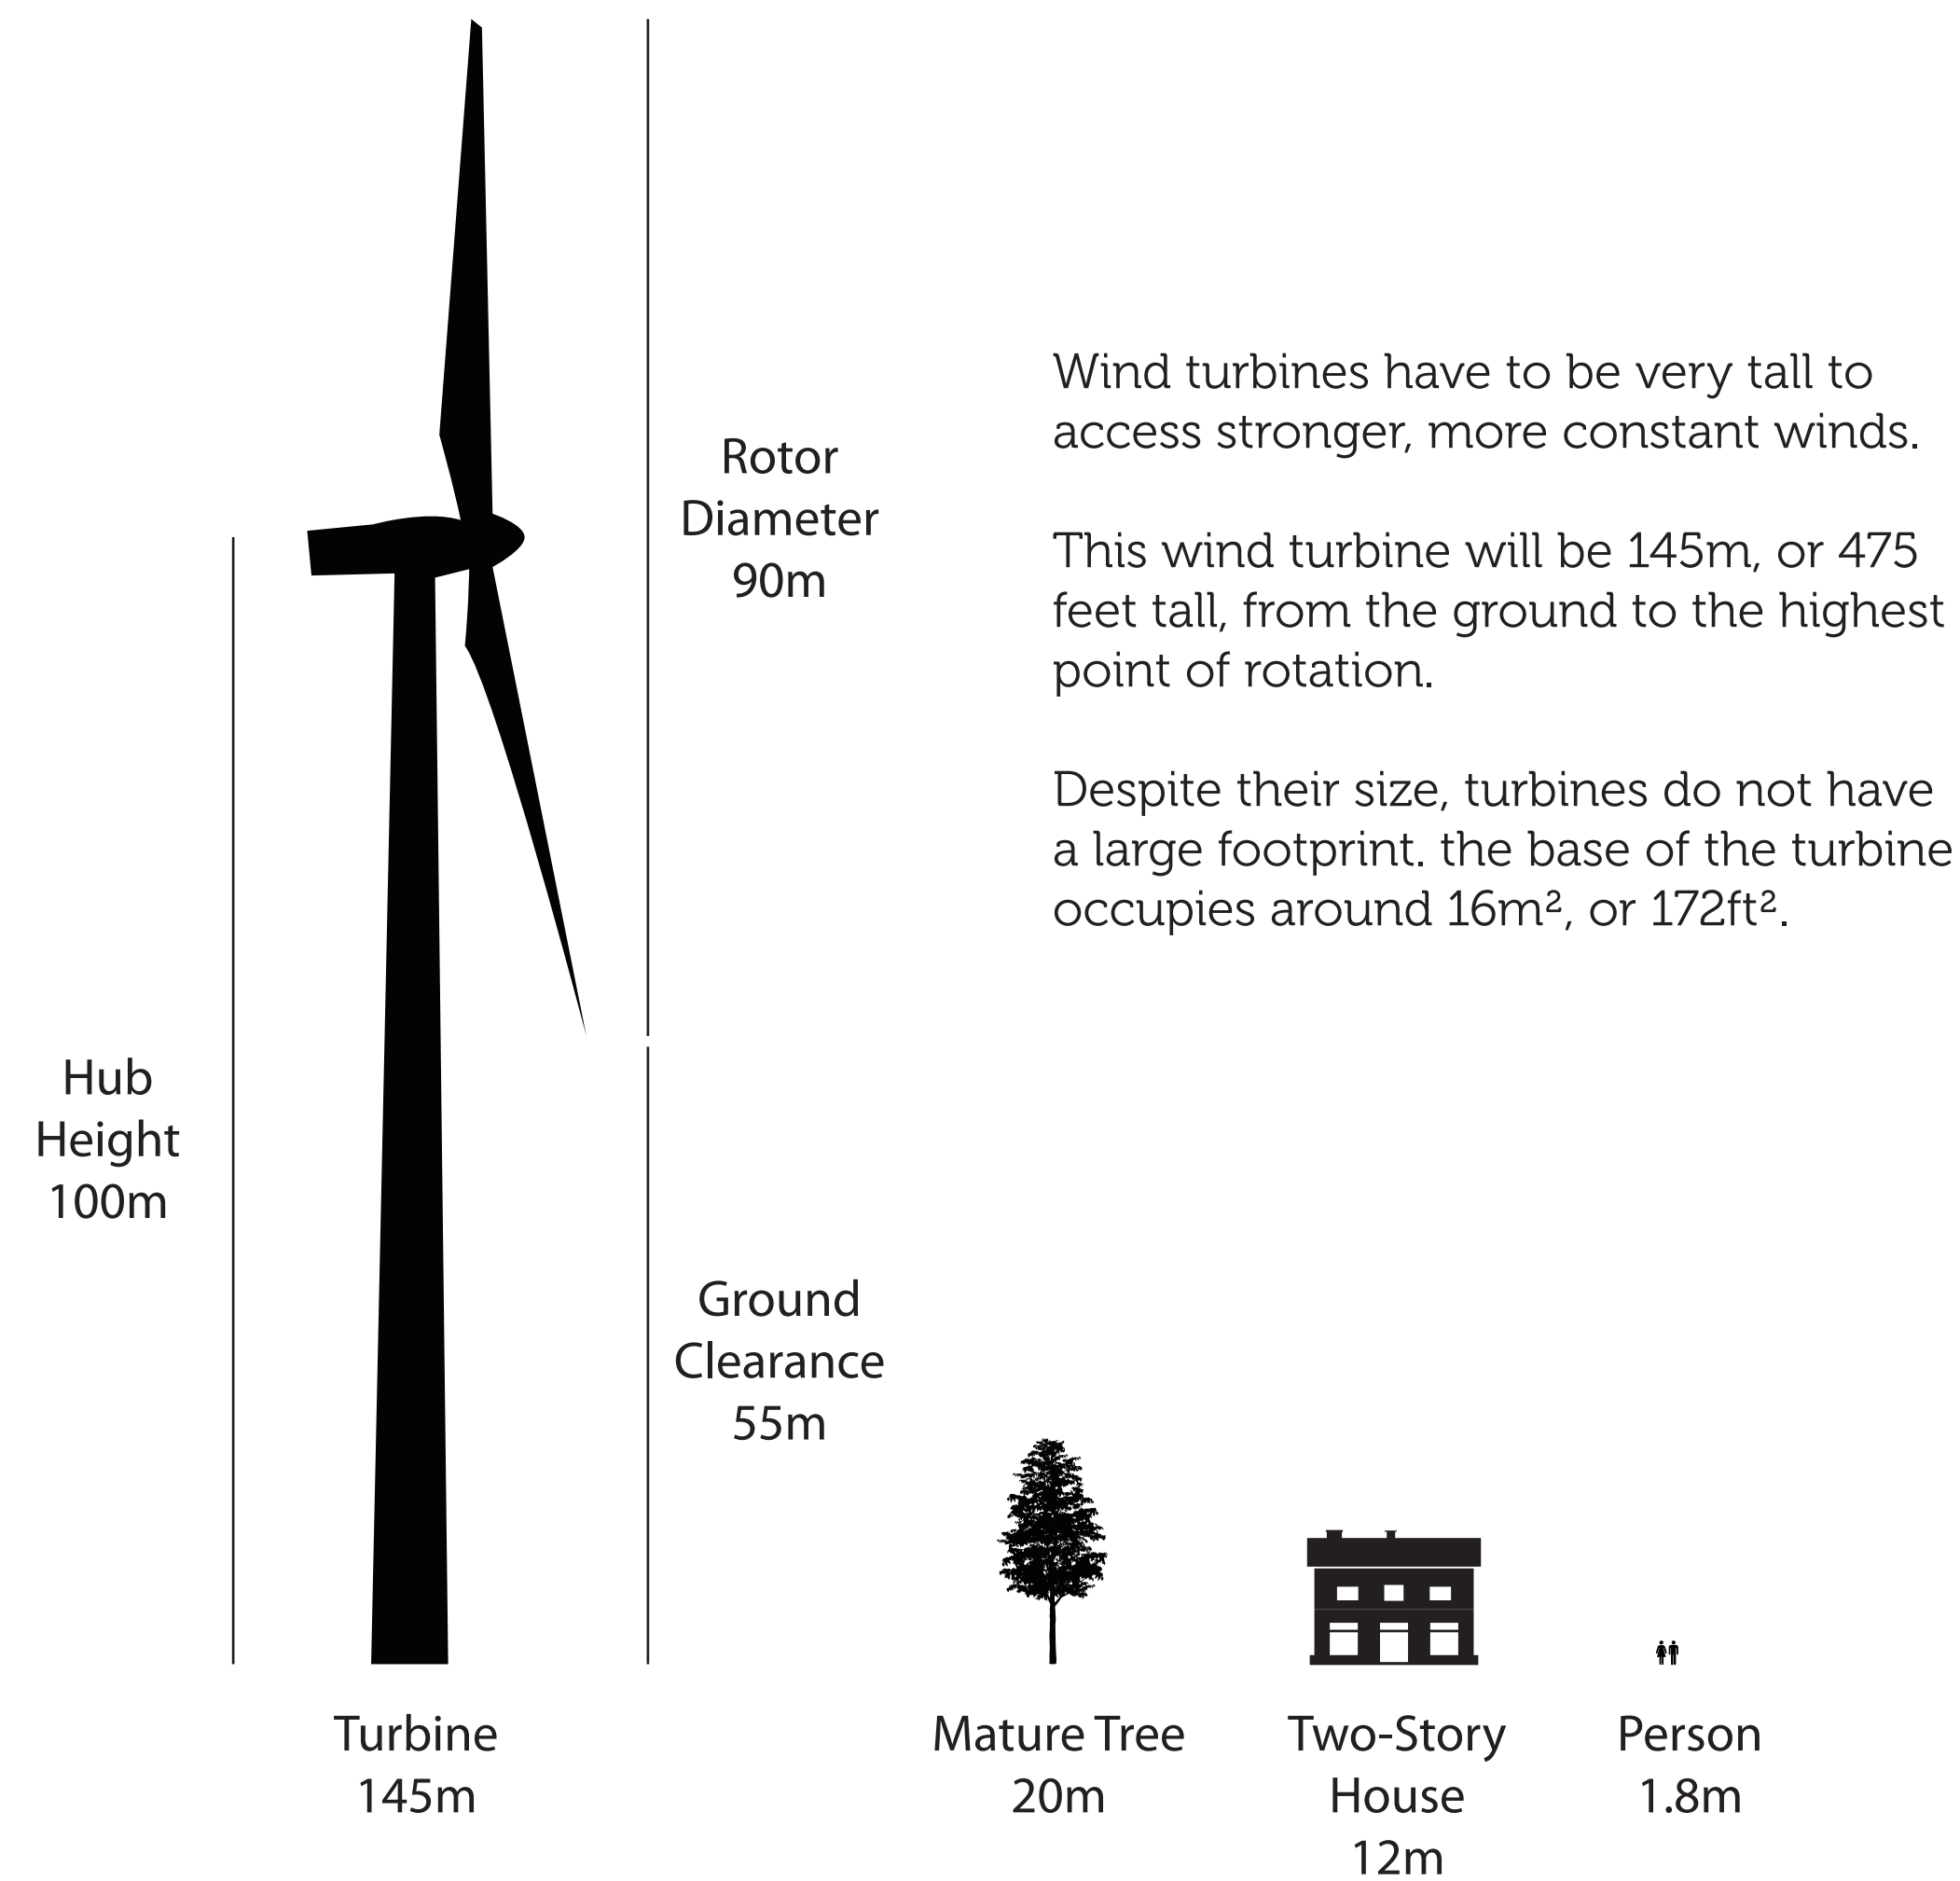 Rotor
Diameter
90m
Wind turbines have to be very tall to
access stronger, more constant winds.
This wind turbine will be 145m, or 475
feet tall, from the ground to the highest
point of rotation.
Despite their size, turbines do not have
a large footprint. the base of the turbine
occupies around 16m², or 172ft².
Hub
Height
100m
Ground
Clearance
55m
Turbine
145m
Mature Tree
20m
Two-Story
House
12m
Person
1.8m